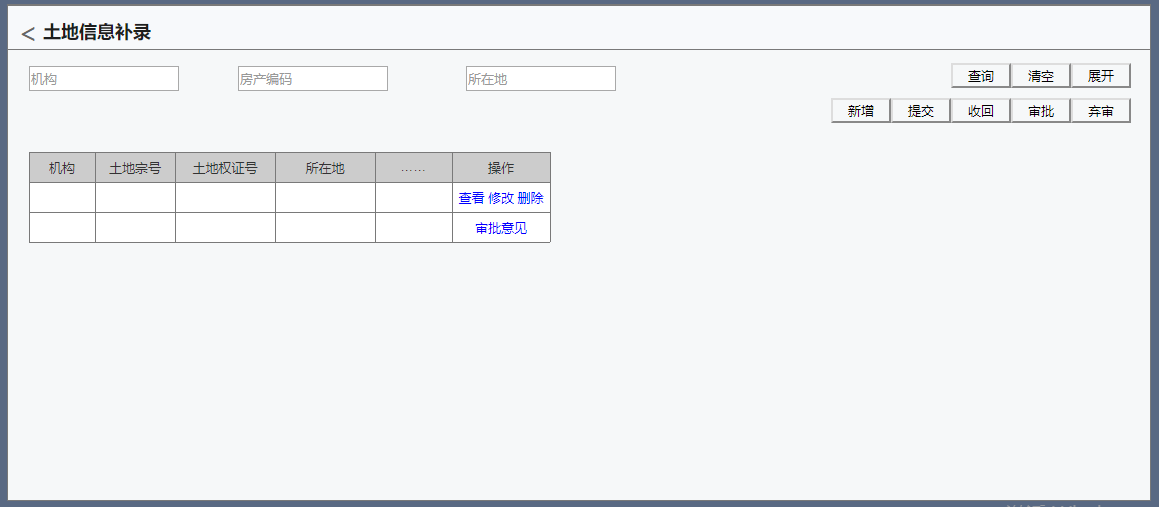 < 土地信息补录
机构 房产编码 所在地 查询 清空 展开
新增 提交 收回 审批 弃审
机构 土地宗号 土地权证号 所在地 …… 操作
查看 修改 删除
审批意见